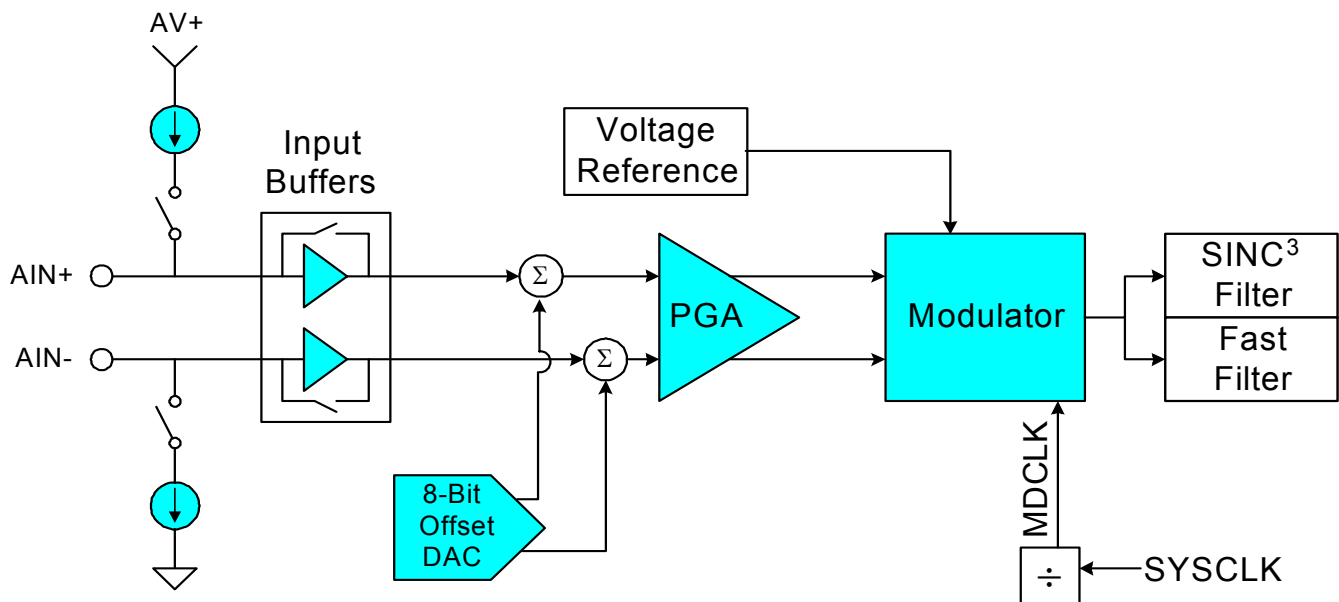 AV+
Input
Buffers
Voltage
Reference
AIN+
Σ
PGA
Modulator
SINC³
Filter
AIN-
Σ
Fast
Filter
8-Bit
Offset
DAC
MDCLK
÷
SYSCLK